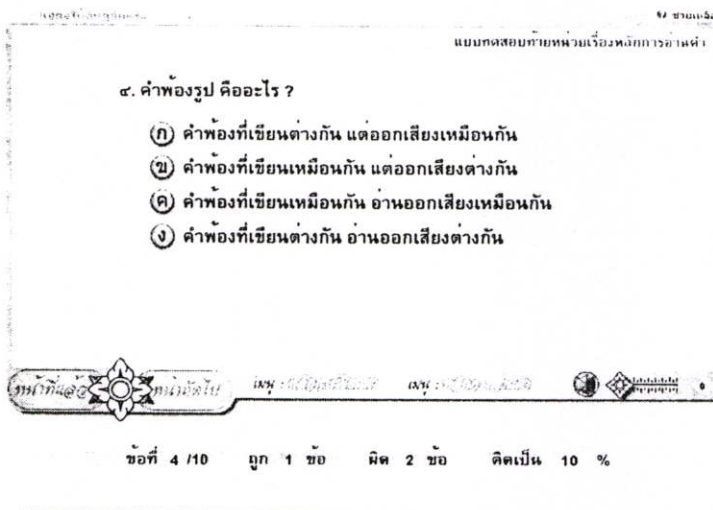 แบบทดสอบท้ายหน่วยเรื่องหลักการอ่านคำ
๔. คำพ้องรูป คืออะไร ?
ก คำพ้องที่เขียนต่างกัน แต่ออกเสียงเหมือนกัน
ข คำพ้องที่เขียนเหมือนกัน แต่ออกเสียงต่างกัน
ค คำพ้องที่เขียนเหมือนกัน อ่านออกเสียงเหมือนกัน
ง คำพ้องที่เขียนต่างกัน อ่านออกเสียงต่างกัน
หน้าที่แล้ว หน้าถัดไป เมนู : เมนู :
ข้อที่ 4 /10 ถูก 1 ข้อ ผิด 2 ข้อ คิดเป็น 10 %